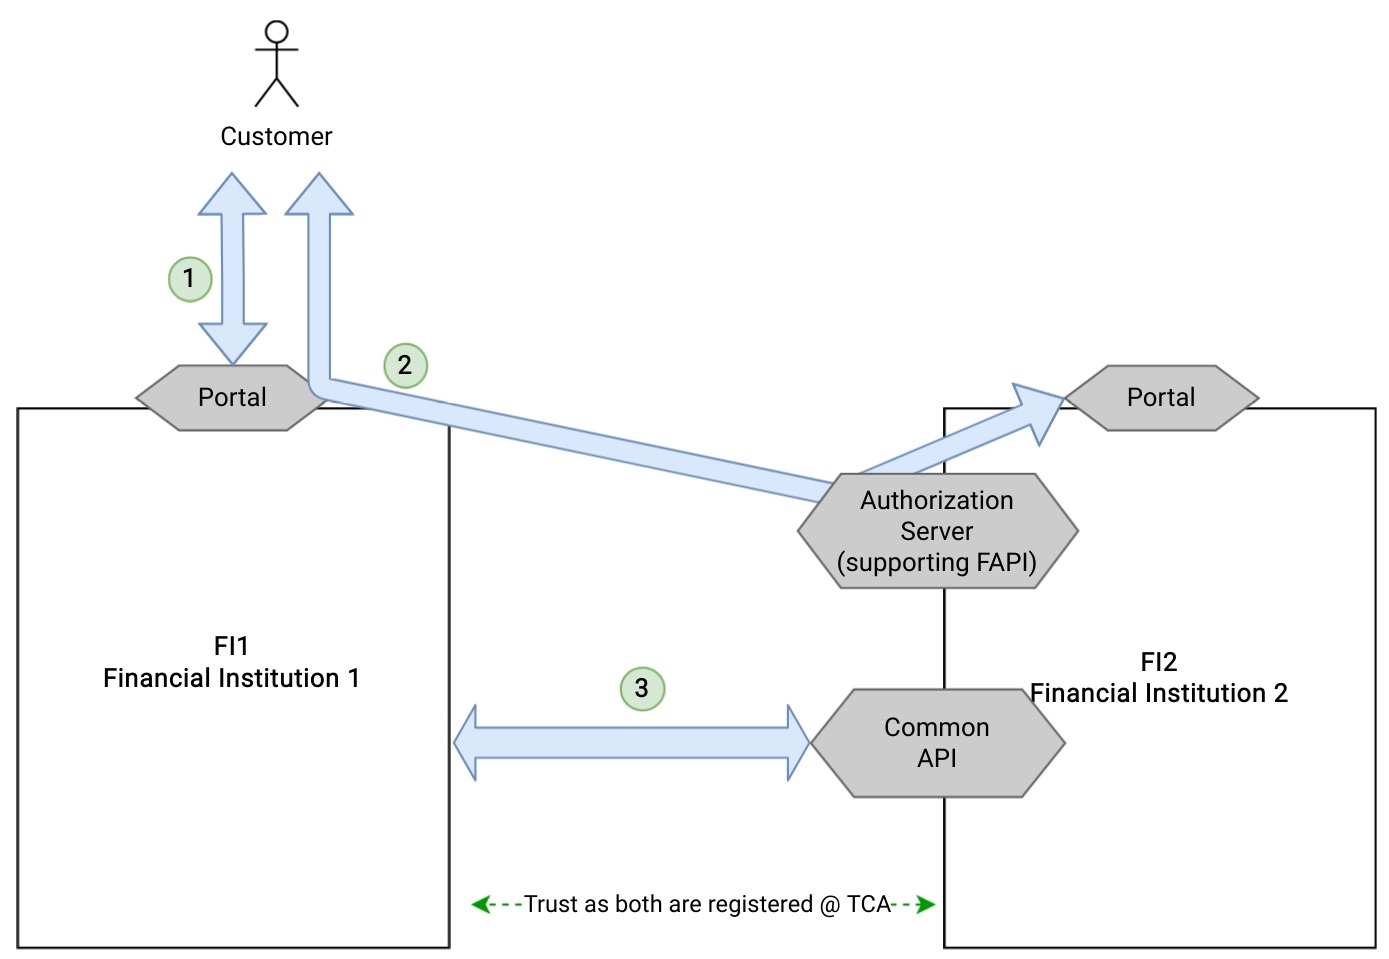 Customer
1
2
Portal
Portal
Authorization
Server
(supporting FAPI)
FI1
Financial Institution 1
FI2
Financial Institution 2
3
Common
API
Trust as both are registered @ TCA